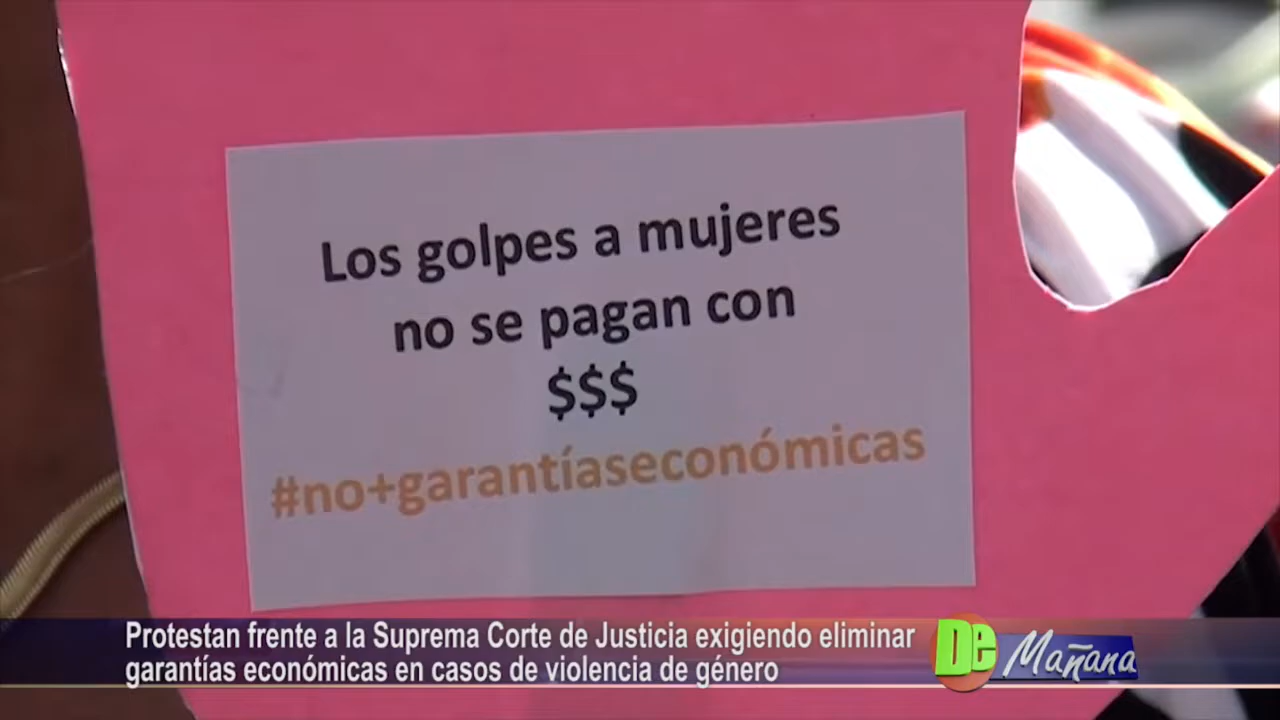 Los golpes a mujeres
no se pagan con
$$$
#no+garantíaseconómicas
Protestan frente a la Suprema Corte de Justicia exigiendo eliminar
garantías económicas en casos de violencia de género
De Mañana